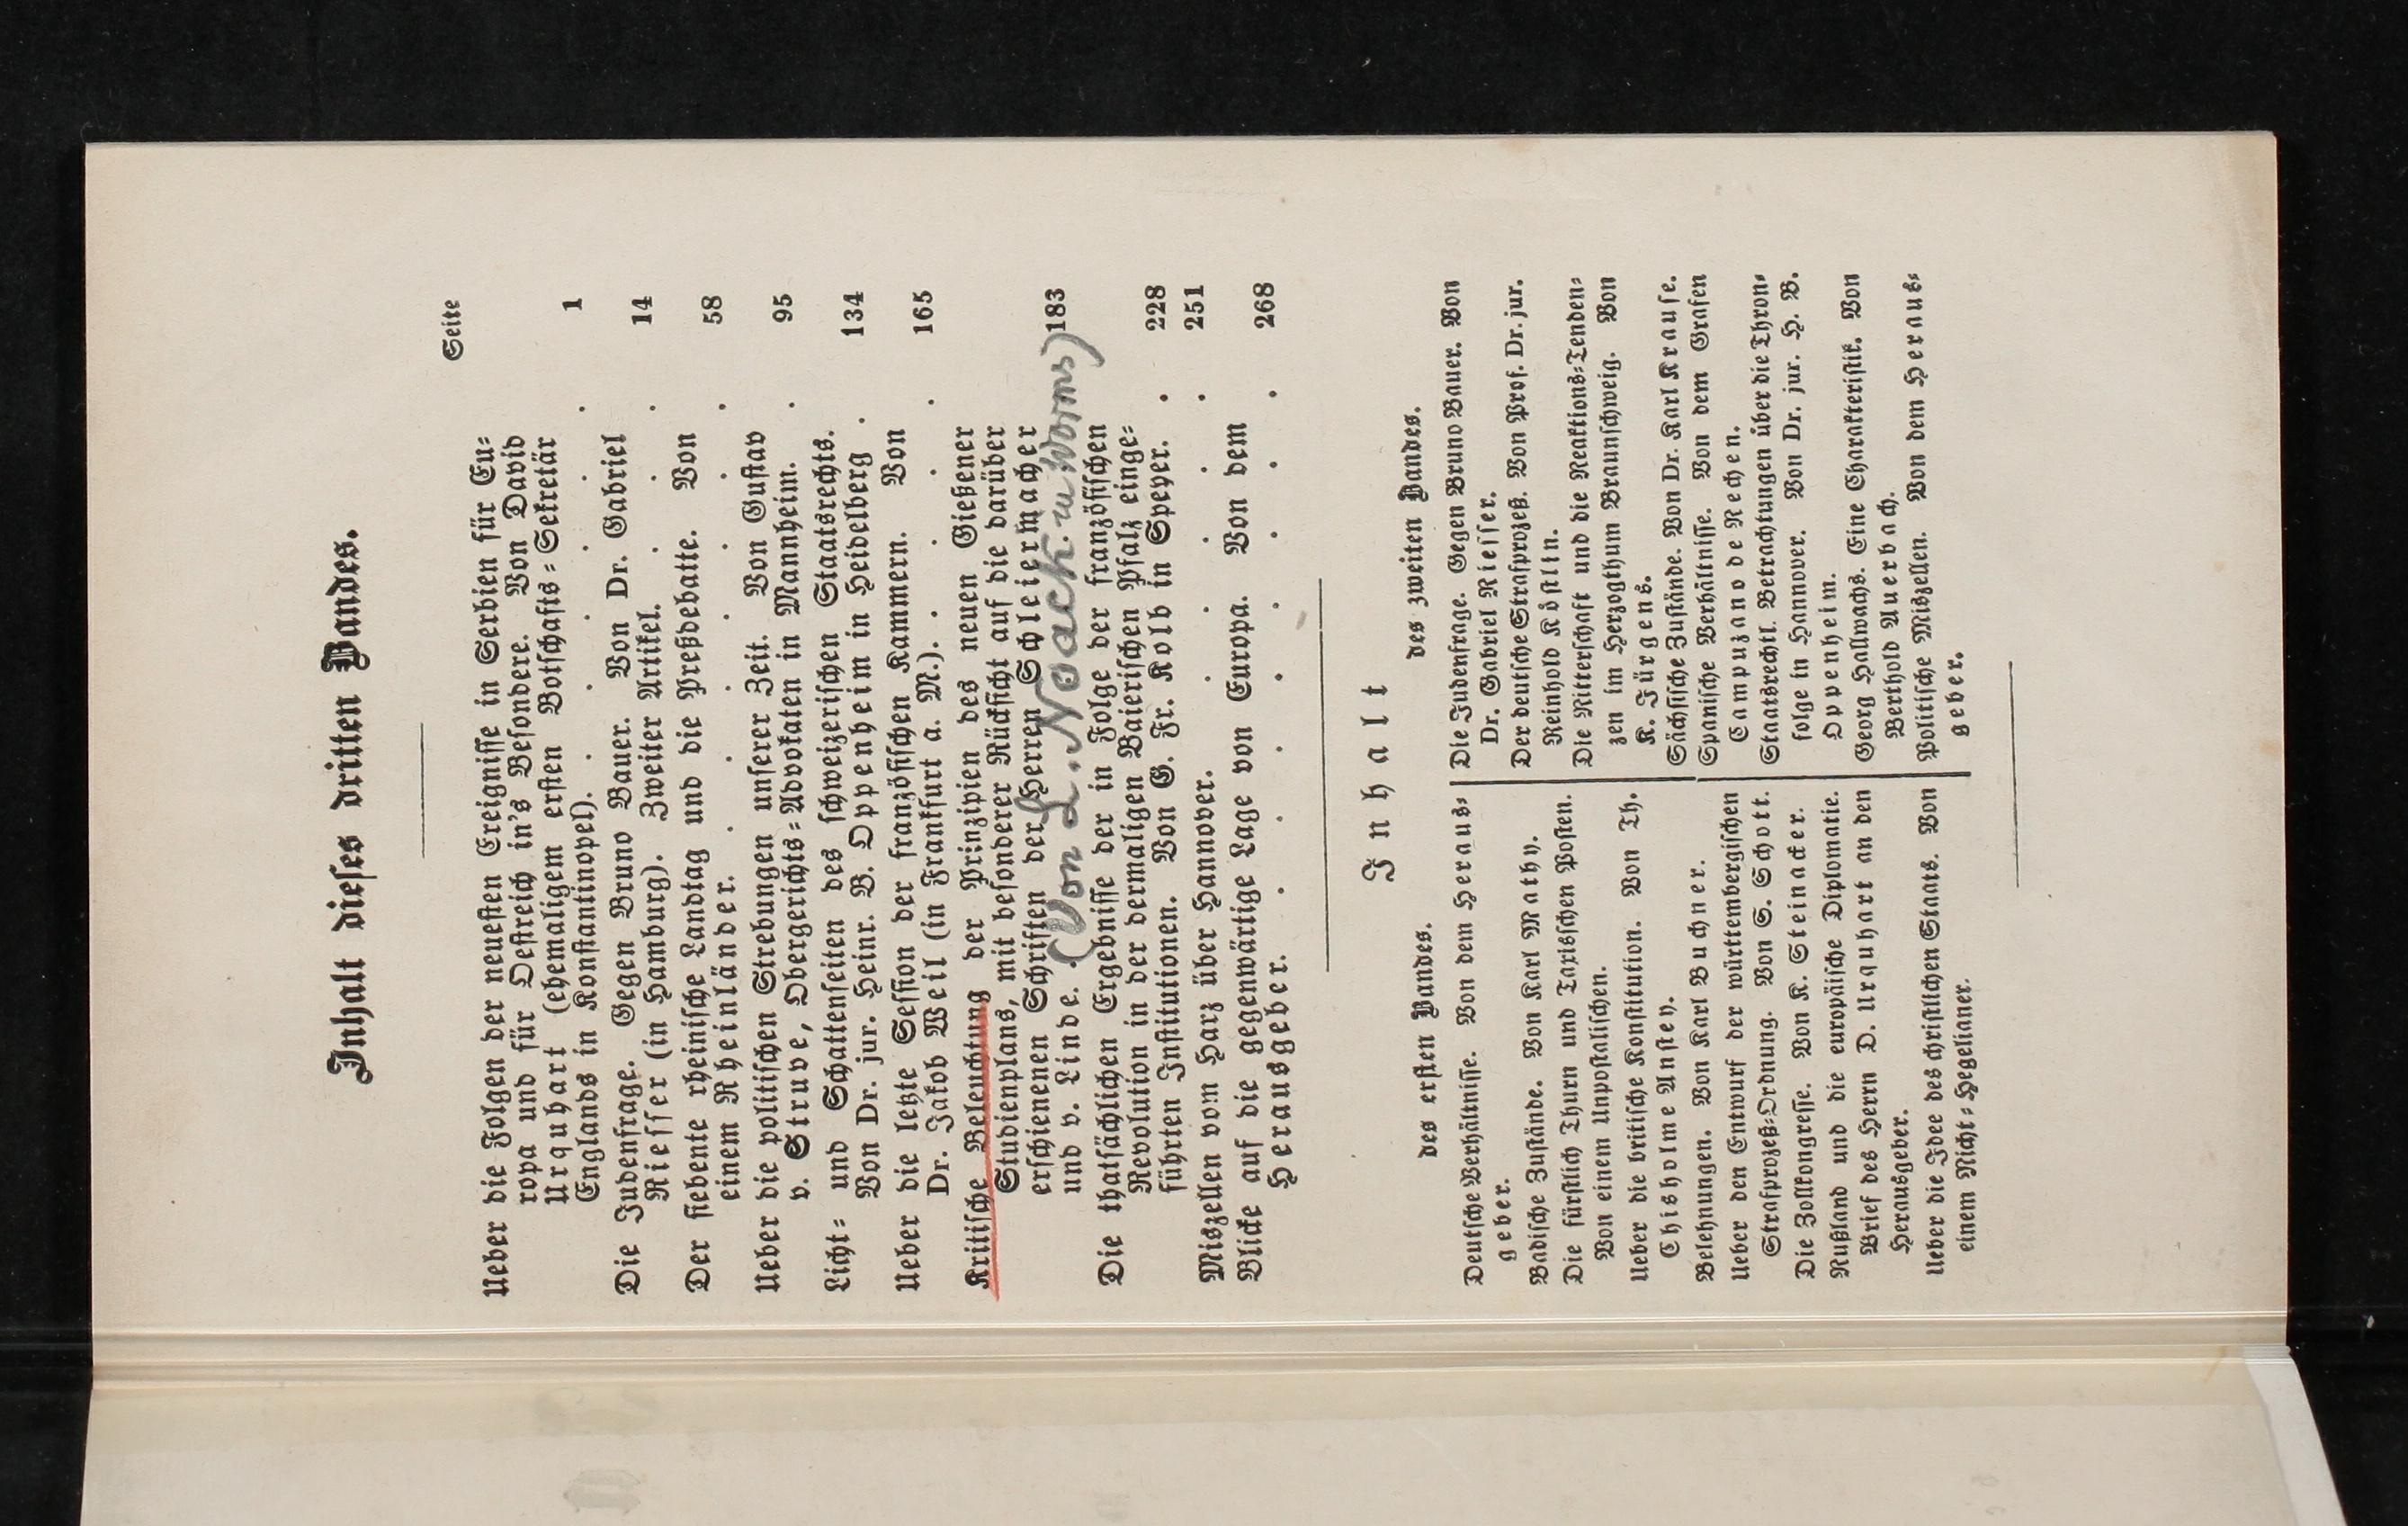 Inhalt dieses dritten Bandes.
Seite
Ueber die Folgen der neuesten Ereignisse in Serbien für Eu=
ropa und für Oestreich in's Besondere. Von David
Urquhart (ehemaligem ersten Botschafts=Sekretär
Englands in Konstantinopel). . . . . . 1
Die Judenfrage. Gegen Bruno Bauer. Von Dr. Gabriel
Riesser (in Hamburg). Zweiter Artikel. . . . 14
Der siebente rheinische Landtag und die Preßdebatte. Von
einem Rheinländer. . . . . . . 58
Ueber die politischen Strebungen unserer Zeit. Von Gustav
v. Struve, Obergerichts=Advokaten in Mannheim. . 95
Licht= und Schattenseiten des schweizerischen Staatsrechts.
Von Dr. jur. Heinr. B. Oppenheim in Heidelberg . 134
Ueber die letzte Session der französischen Kammern. Von
Dr. Jakob Weil (in Frankfurt a. M.). . . . . 165
Kritische Beleuchtung der Prinzipien des neuen Gießener
Studienplans, mit besonderer Rücksicht auf die darüber
erschienenen Schriften der Herren Schleiermacher
und v. Linde. (Von L. Noack zu Worms) 183
Die thatsächlichen Ergebnisse der in Folge der französischen
Revolution in der dermaligen Baierischen Pfalz einge=
führten Institutionen. Von G. Fr. Kolb in Speyer. . 228
Miszellen vom Harz über Hannover. . . . . 251
Blicke auf die gegenwärtige Lage von Europa. Von dem
Herausgeber. . . . . . . . . 268
Inhalt
des ersten Bandes.
Deutsche Verhältnisse. Von dem Heraus=
geber.
Badische Zustände. Von Karl Mathy.
Die fürstlich Thurn und Taxisschen Posten.
Von einem Unpostalischen.
Ueber die britische Konstitution. Von Th.
Chisholme Anstey.
Belehnungen. Von Karl Buchner.
Ueber den Entwurf der württembergischen
Strafprozeß=Ordnung. Von S. Schott.
Die Zollkongresse. Von K. Steinacker.
Rußland und die europäische Diplomatie.
Brief des Herrn D. Urquhart an den
Herausgeber.
Ueber die Idee des christlichen Staats. Von
einem Nicht=Hegelianer.
des zweiten Bandes.
Die Judenfrage. Gegen Bruno Bauer. Von
Dr. Gabriel Riesser.
Der deutsche Strafprozeß. Von Prof. Dr. jur.
Reinhold Köstlin.
Die Ritterschaft und die Reaktions=Tenden=
zen im Herzogthum Braunschweig. Von
K. Jürgens.
Sächsische Zustände. Von Dr. Karl Krause.
Spanische Verhältnisse. Von dem Grafen
Campuzano de Rechen.
Staatsrechtl. Betrachtungen über die Thron=
folge in Hannover. Von Dr. jur. H. B.
Oppenheim.
Georg Hallwachs. Eine Charakteristik. Von
Berthold Auerbach.
Politische Miszellen. Von dem Heraus=
geber.